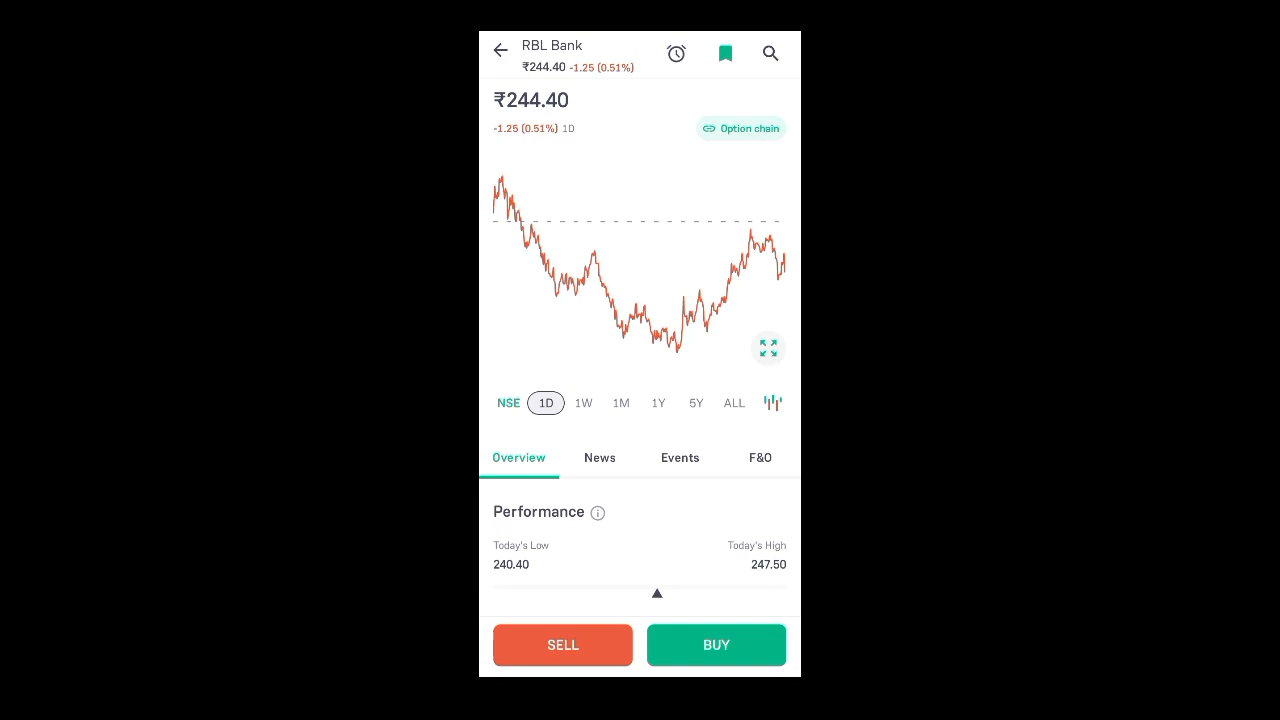 RBL Bank
₹244.40 -1.25 (0.51%)
₹244.40
-1.25 (0.51%) 1D
Option chain
NSE 1D 1W 1M 1Y 5Y ALL
Overview News Events F&O
Performance
Today's Low Today's High
240.40 247.50
SELL BUY